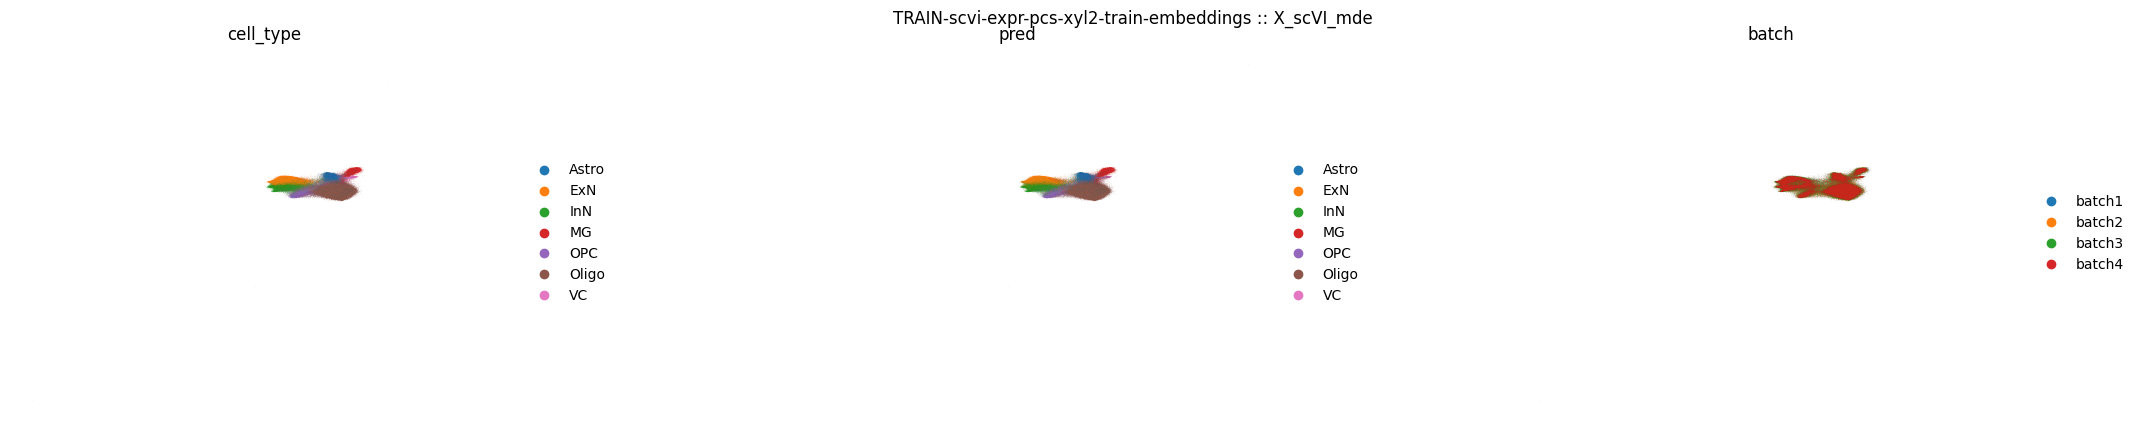 TRAIN-scvi-expr-pcs-xyl2-train-embeddings :: X_scVI_mde
cell_type
Astro
ExN
InN
MG
OPC
Oligo
VC
pred
Astro
ExN
InN
MG
OPC
Oligo
VC
batch
batch1
batch2
batch3
batch4